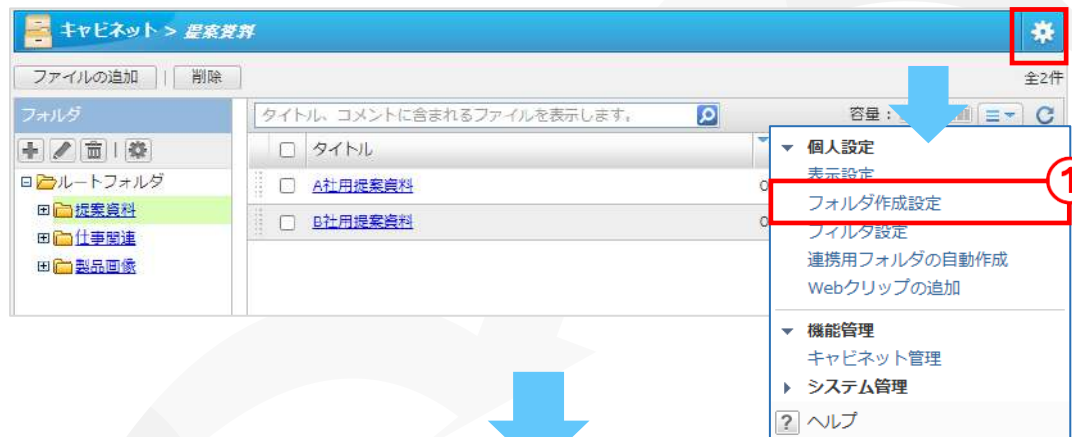 キャビネット > 提案資料
ファイルの追加 | 削除
全2件
フォルダ
タイトル、コメントに含まれるファイルを表示します。
容量:
タイトル
ルートフォルダ
提案資料
仕事関連
製品画像
A社用提案資料
0
B社用提案資料
0
個人設定
表示設定
フォルダ作成設定
1
フィルタ設定
連携用フォルダの自動作成
Webクリップの追加
機能管理
キャビネット管理
システム管理
? ヘルプ